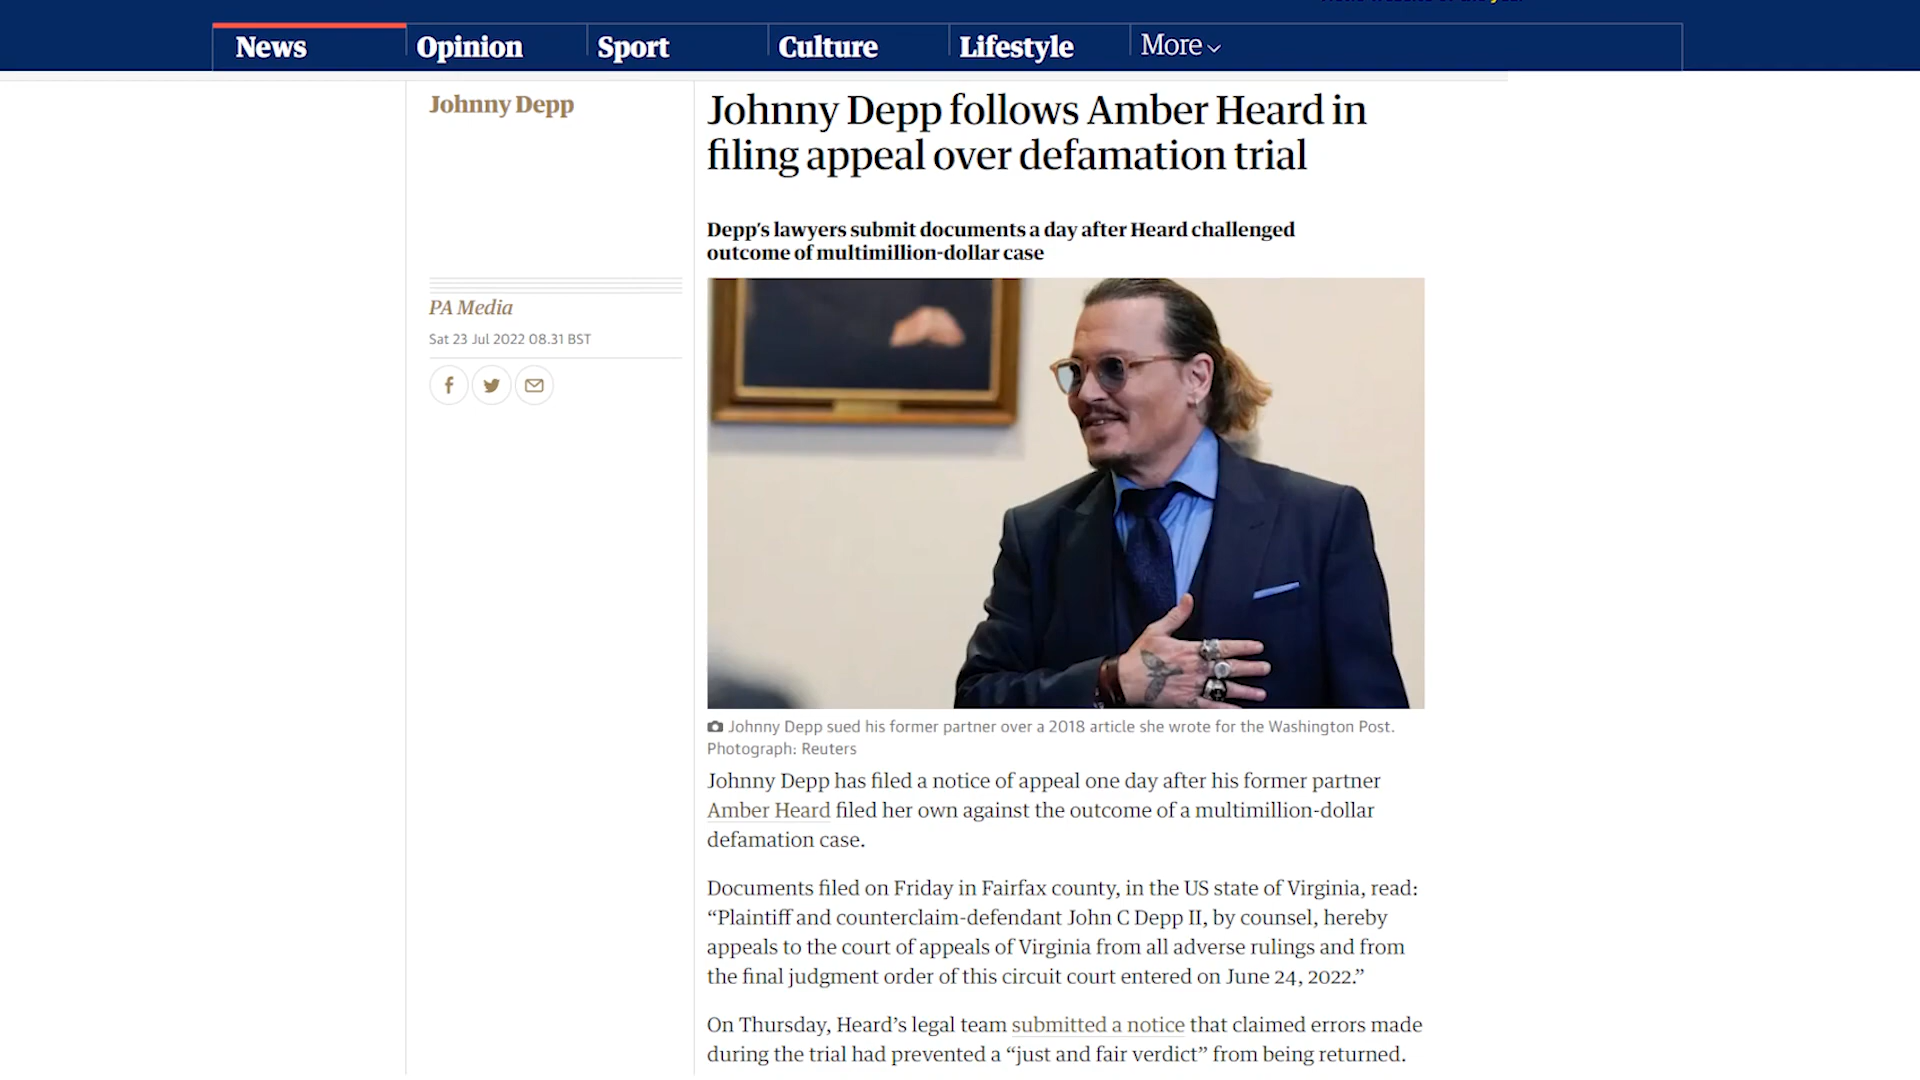 News Opinion Sport Culture Lifestyle More
Johnny Depp
Johnny Depp follows Amber Heard in
filing appeal over defamation trial
Depp's lawyers submit documents a day after Heard challenged
outcome of multimillion-dollar case
PA Media
Sat 23 Jul 2022 08.31 BST
Johnny Depp sued his former partner over a 2018 article she wrote for the Washington Post.
Photograph: Reuters
Johnny Depp has filed a notice of appeal one day after his former partner
Amber Heard filed her own against the outcome of a multimillion-dollar
defamation case.
Documents filed on Friday in Fairfax county, in the US state of Virginia, read:
“Plaintiff and counterclaim-defendant John C Depp II, by counsel, hereby
appeals to the court of appeals of Virginia from all adverse rulings and from
the final judgment order of this circuit court entered on June 24, 2022.”
On Thursday, Heard’s legal team submitted a notice that claimed errors made
during the trial had prevented a “just and fair verdict” from being returned.